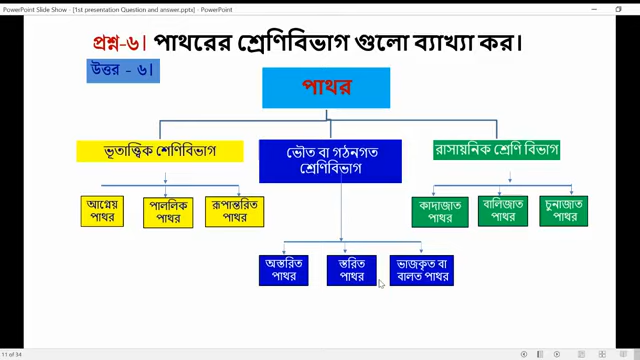 PowerPoint Slide Show - [1st presentation Question and answer.pptx] - PowerPoint
প্রশ্ন-৬। পাথরের শ্রেণিবিভাগ গুলো ব্যাখ্যা কর।
উত্তর - ৬।
পাথর
ভূতাত্ত্বিক শেণিবিভাগ
ভৌত বা গঠনগত
শ্রেণিবিভাগ
রাসায়নিক শ্রেণি বিভাগ
আগ্নেয়
পাথর
পাললিক
পাথর
রূপান্তরিত
পাথর
কাদাজাত
পাথর
বালিজাত
পাথর
চুনাজাত
পাথর
অস্তরিত
পাথর
স্তরিত
পাথর
ভাজকৃত বা
বালত পাথর
11 of 34